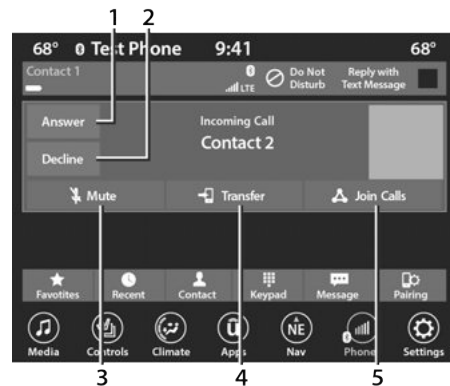 1 2
68° Test Phone 9:41 68°
Contact 1 LTE Do Not Disturb Reply with Text Message
Answer
Incoming Call
Contact 2
Decline
Mute Transfer Join Calls
Favotites Recent Contact Keypad Message Pairing
Media Controls Climate Apps Nav Phone Settings
3 4 5